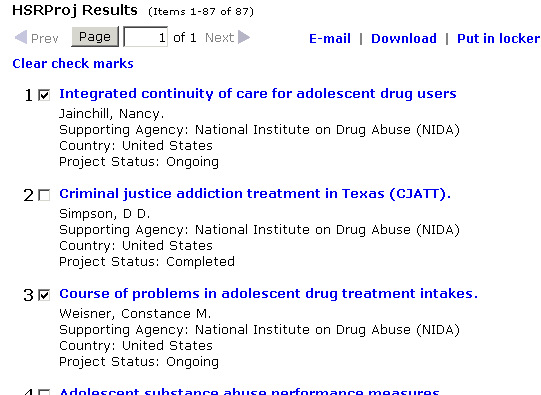 HSRProj Results (Items 1-87 of 87)
Prev Page 1 of 1 Next E-mail | Download | Put in locker
Clear check marks
1 Integrated continuity of care for adolescent drug users
Jainchill, Nancy.
Supporting Agency: National Institute on Drug Abuse (NIDA)
Country: United States
Project Status: Ongoing
2 Criminal justice addiction treatment in Texas (CJATT).
Simpson, D D.
Supporting Agency: National Institute on Drug Abuse (NIDA)
Country: United States
Project Status: Completed
3 Course of problems in adolescent drug treatment intakes.
Weisner, Constance M.
Supporting Agency: National Institute on Drug Abuse (NIDA)
Country: United States
Project Status: Ongoing
4 Adolescent substance abuse performance measures